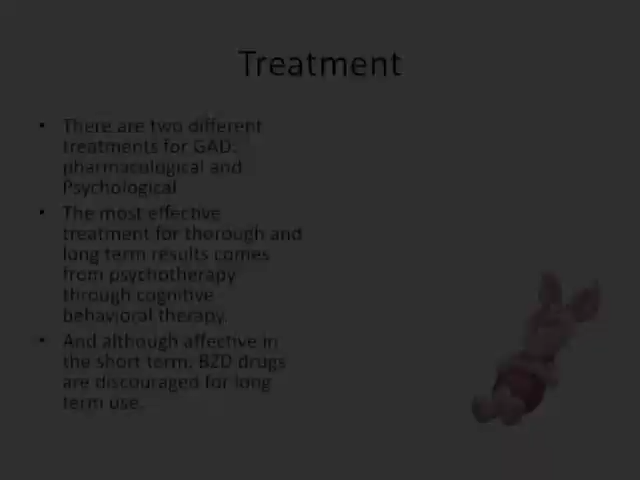 Treatment
• There are two different
treatments for GAD:
pharmacological and
Psychological
• The most effective
treatment for thorough and
long term results comes
from psychotherapy
through cognitive
behavioral therapy.
• And although affective in
the short term, BZD drugs
are discouraged for long
term use.